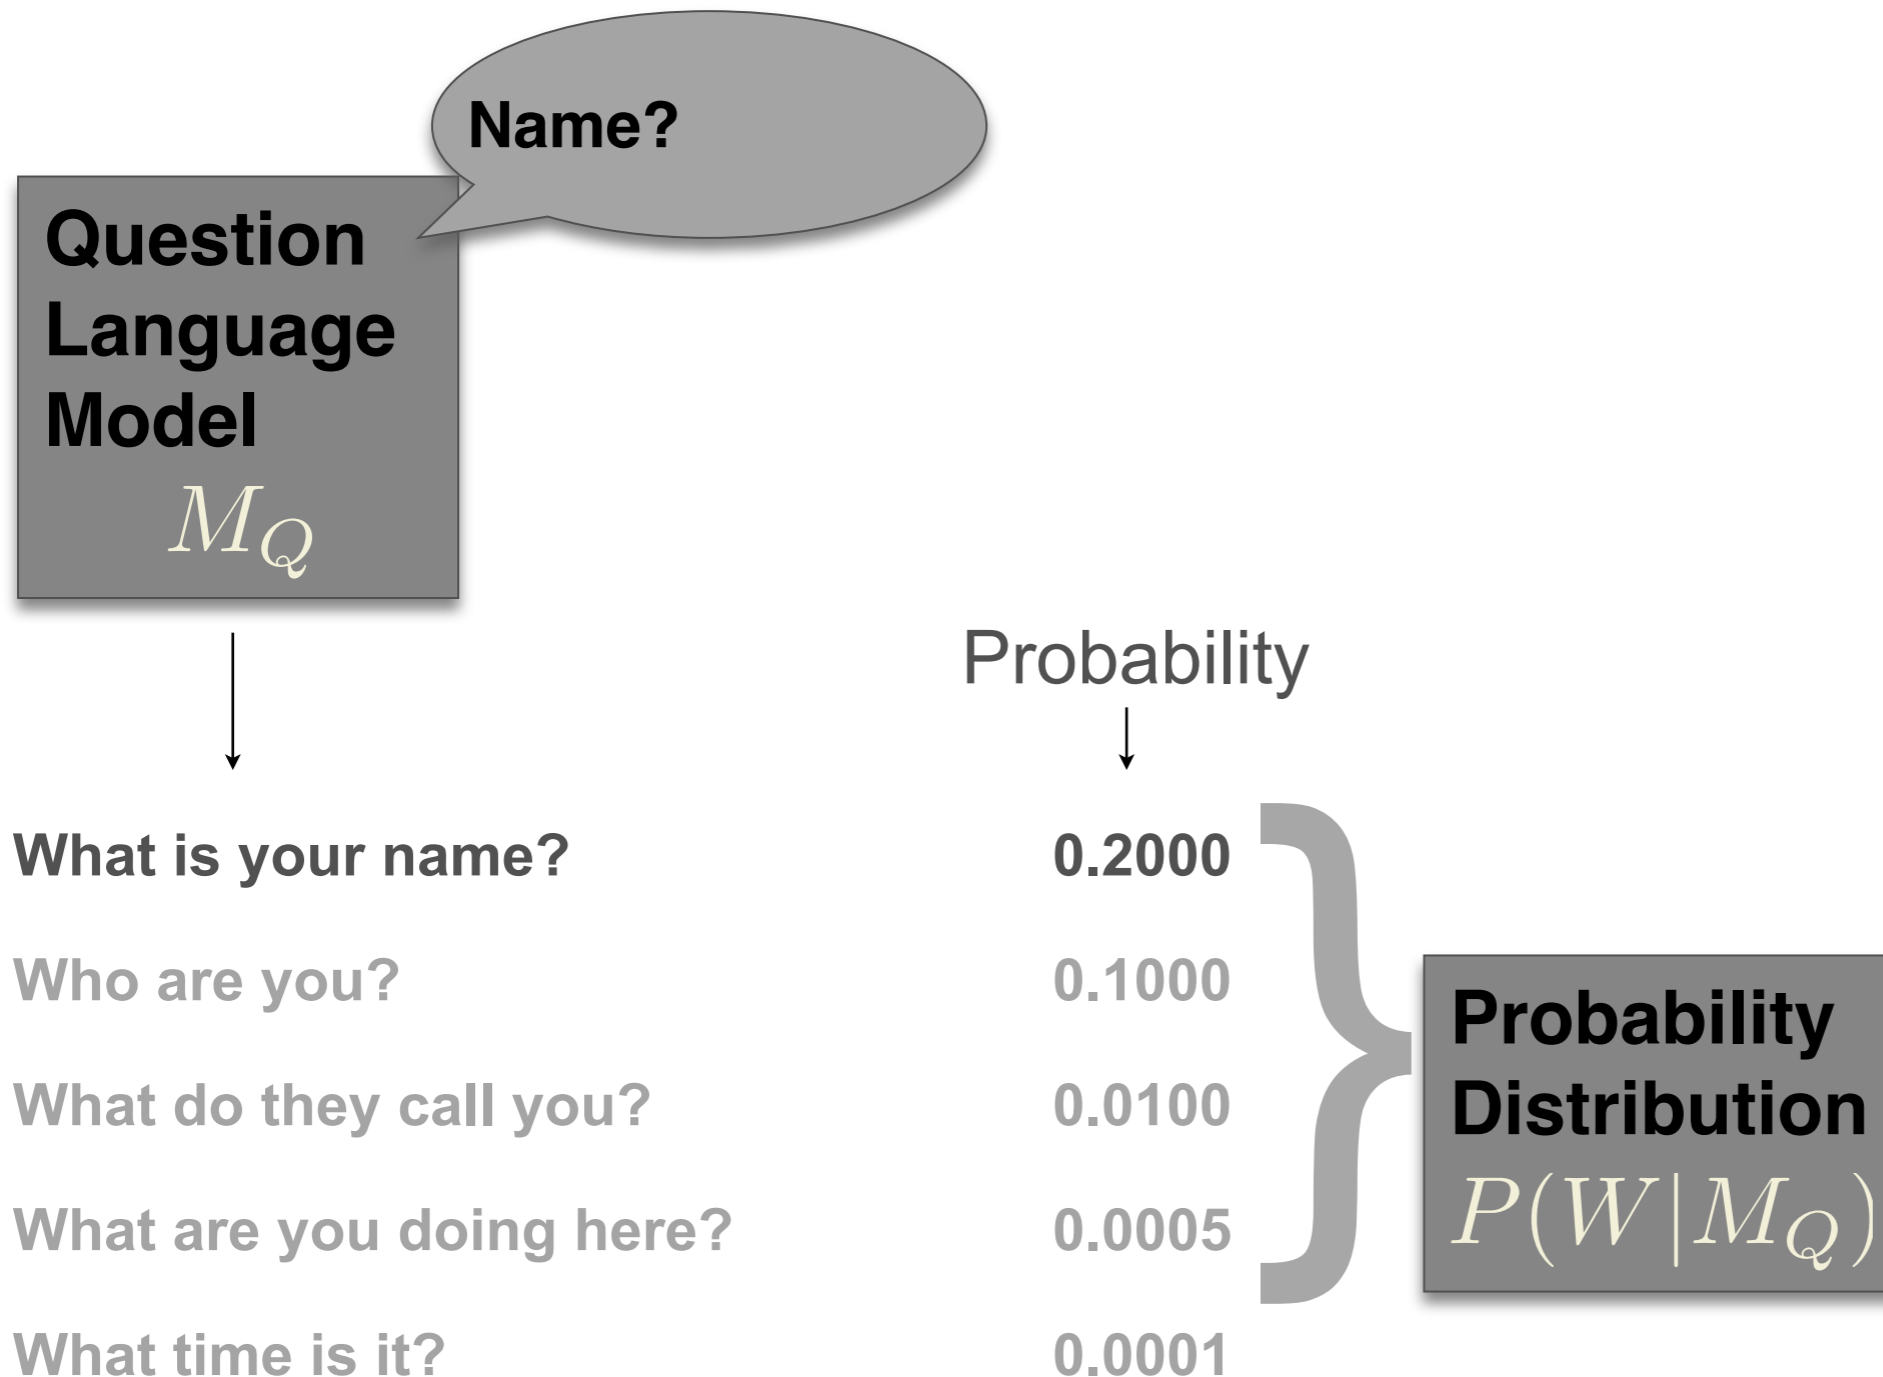 Name?
Question
Language
Model
M_Q
Probability
What is your name? 0.2000
Who are you? 0.1000
What do they call you? 0.0100
What are you doing here? 0.0005
What time is it? 0.0001
Probability
Distribution
P(W|M_Q)